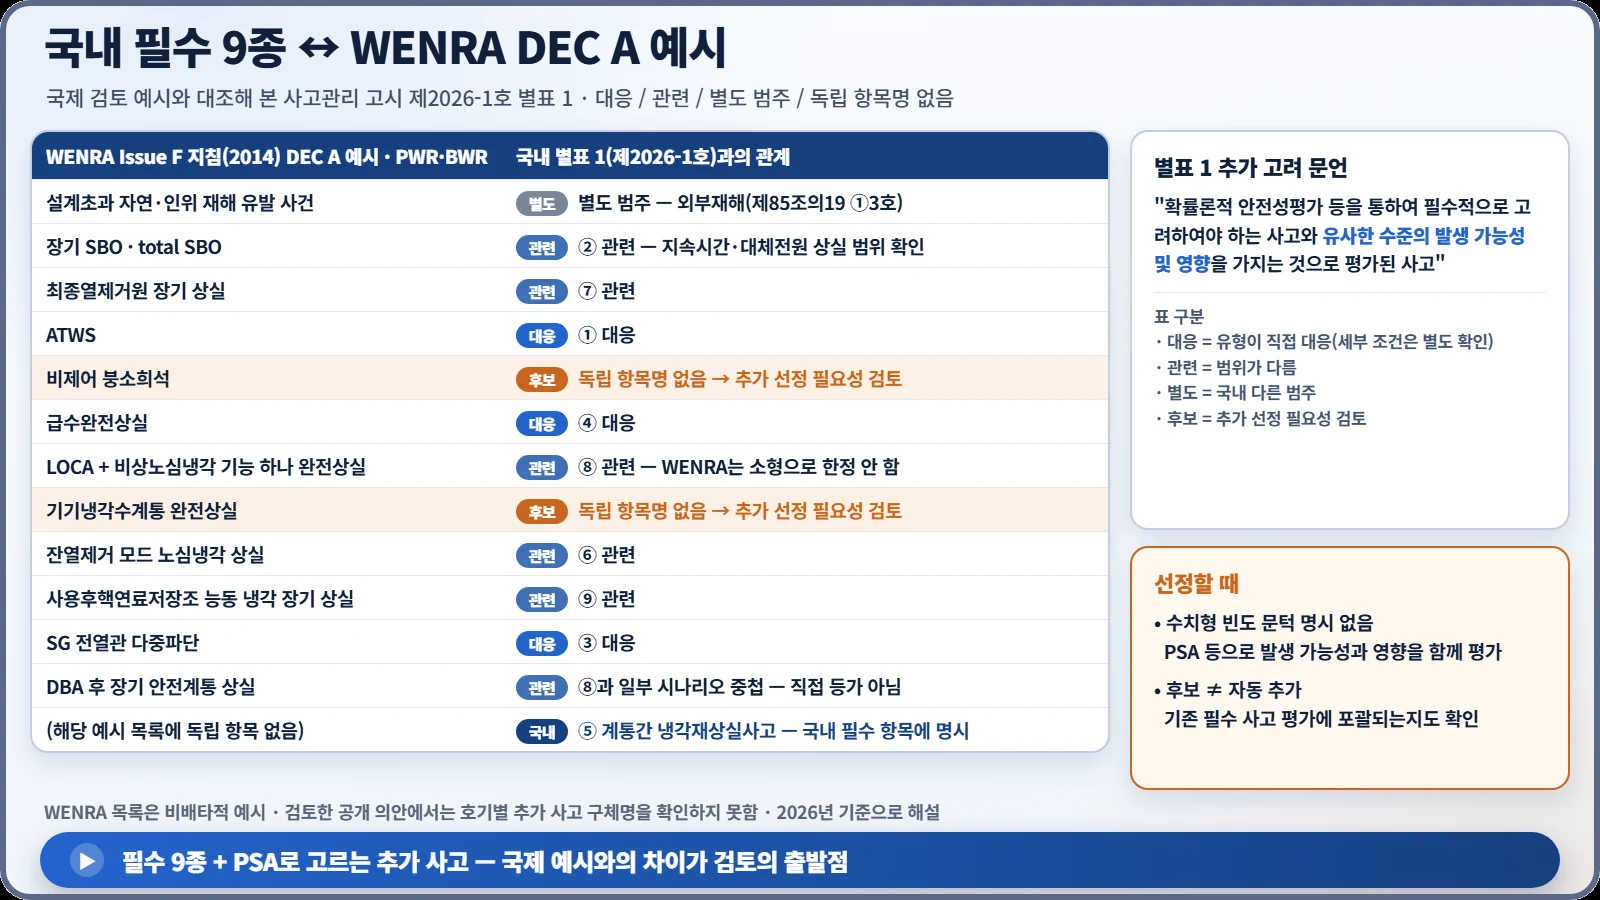 국내 필수 9종 ↔ WENRA DEC A 예시
국제 검토 예시와 대조해 본 사고관리 고시 제2026-1호 별표 1 · 대응 / 관련 / 별도 범주 / 독립 항목명 없음
WENRA Issue F 지침(2014) DEC A 예시 · PWR·BWR 국내 별표 1(제2026-1호)과의 관계
설계초과 자연·인위 재해 유발 사건 별도 별도 범주 — 외부재해(제85조의19 ①3호)
장기 SBO · total SBO 관련 ② 관련 — 지속시간·대체전원 상실 범위 확인
최종열제거원 장기 상실 관련 ⑦ 관련
ATWS 대응 ① 대응
비제어 붕소희석 후보 독립 항목명 없음 → 추가 선정 필요성 검토
급수완전상실 대응 ④ 대응
LOCA + 비상노심냉각 기능 하나 완전상실 관련 ⑧ 관련 — WENRA는 소형으로 한정 안 함
기기냉각수계통 완전상실 후보 독립 항목명 없음 → 추가 선정 필요성 검토
잔열제거 모드 노심냉각 상실 관련 ⑥ 관련
사용후핵연료저장조 능동 냉각 장기 상실 관련 ⑨ 관련
SG 전열관 다중파단 대응 ③ 대응
DBA 후 장기 안전계통 상실 관련 ⑧과 일부 시나리오 중첩 — 직접 등가 아님
(해당 예시 목록에 독립 항목 없음) 국내 ⑤ 계통간 냉각재상실사고 — 국내 필수 항목에 명시
별표 1 추가 고려 문언
"확률론적 안전성평가 등을 통하여 필수적으로 고
려하여야 하는 사고와 유사한 수준의 발생 가능성
및 영향을 가지는 것으로 평가된 사고"
표 구분
· 대응 = 유형이 직접 대응(세부 조건은 별도 확인)
· 관련 = 범위가 다름
· 별도 = 국내 다른 범주
· 후보 = 추가 선정 필요성 검토
선정할 때
• 수치형 빈도 문턱 명시 없음
PSA 등으로 발생 가능성과 영향을 함께 평가
• 후보 ≠ 자동 추가
기존 필수 사고 평가에 포괄되는지도 확인
WENRA 목록은 비배타적 예시 · 검토한 공개 의안에서는 호기별 추가 사고 구체명을 확인하지 못함 · 2026년 기준으로 해설
필수 9종 + PSA로 고르는 추가 사고 — 국제 예시와의 차이가 검토의 출발점